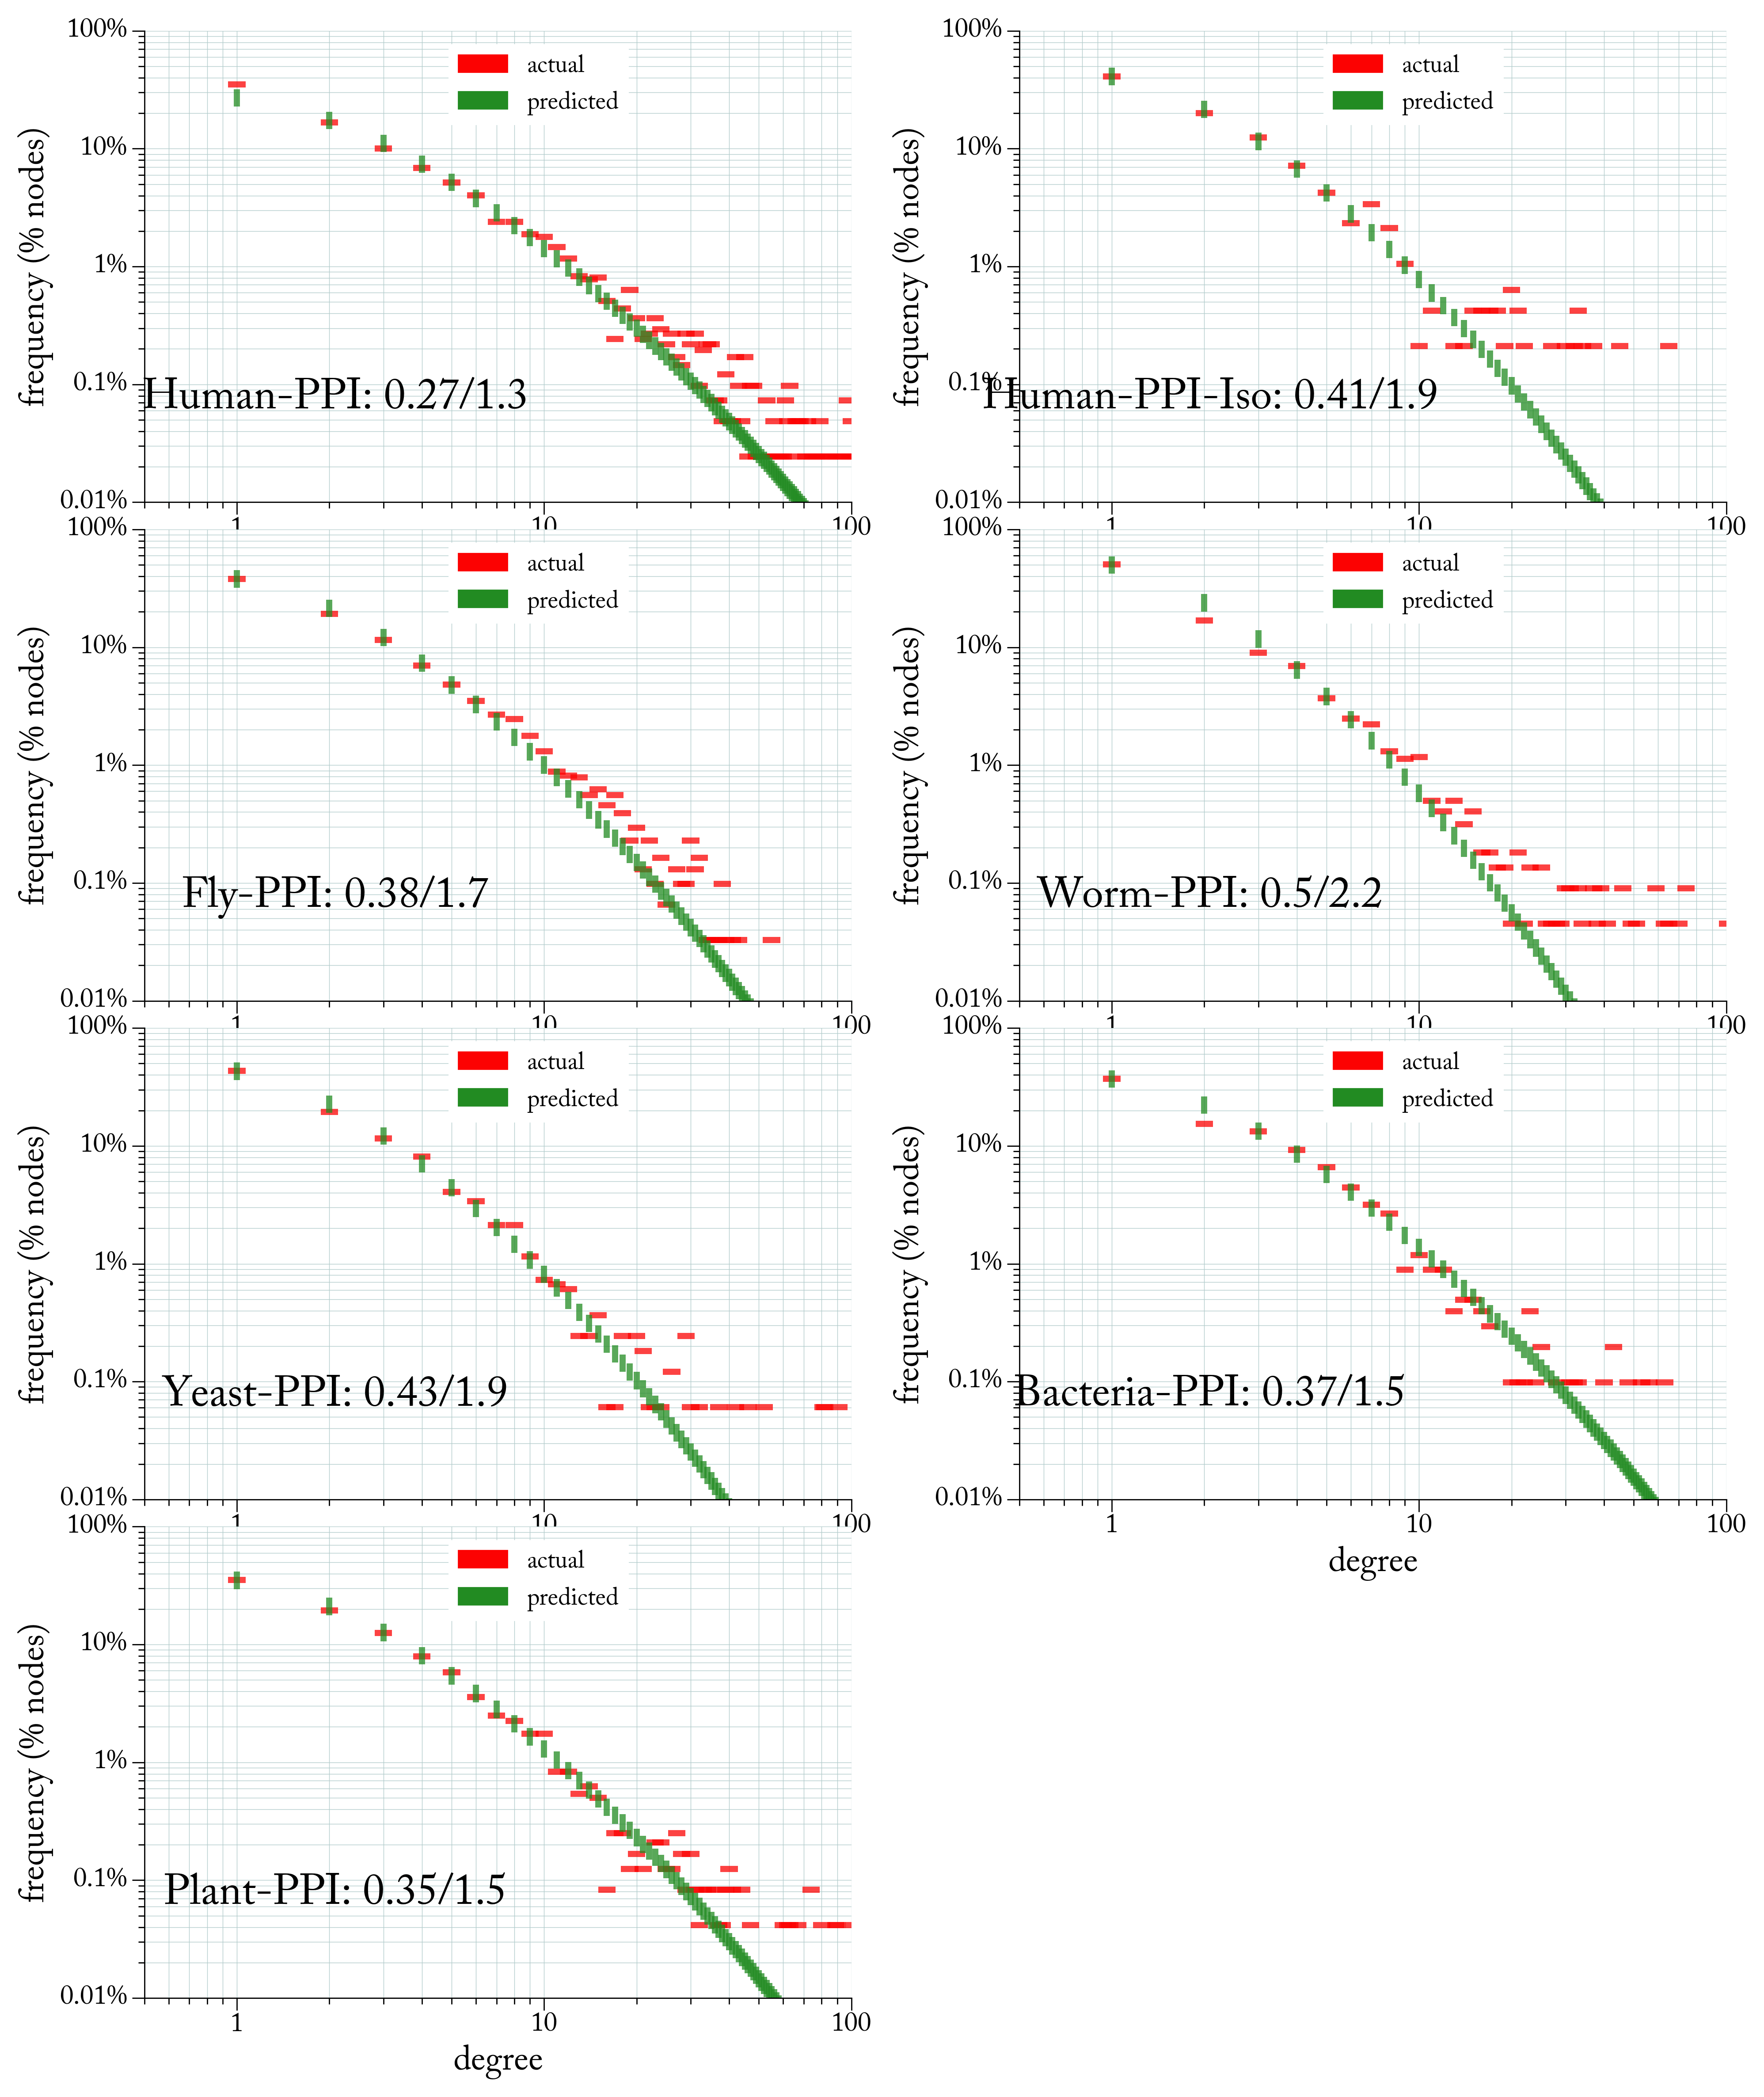 100%
10%
1%
0.1%
0.01%
frequency (% nodes)
actual
predicted
Human-PPI: 0.27/1.3
1 10 100
100%
10%
1%
0.1%
0.01%
frequency (% nodes)
actual
predicted
Human-PPI-Iso: 0.41/1.9
1 10 100
100%
10%
1%
0.1%
0.01%
frequency (% nodes)
actual
predicted
Fly-PPI: 0.38/1.7
1 10 100
100%
10%
1%
0.1%
0.01%
frequency (% nodes)
actual
predicted
Worm-PPI: 0.5/2.2
1 10 100
100%
10%
1%
0.1%
0.01%
frequency (% nodes)
actual
predicted
Yeast-PPI: 0.43/1.9
1 10 100
100%
10%
1%
0.1%
0.01%
frequency (% nodes)
actual
predicted
Bacteria-PPI: 0.37/1.5
1 10 100
degree
100%
10%
1%
0.1%
0.01%
frequency (% nodes)
actual
predicted
Plant-PPI: 0.35/1.5
1 10 100
degree